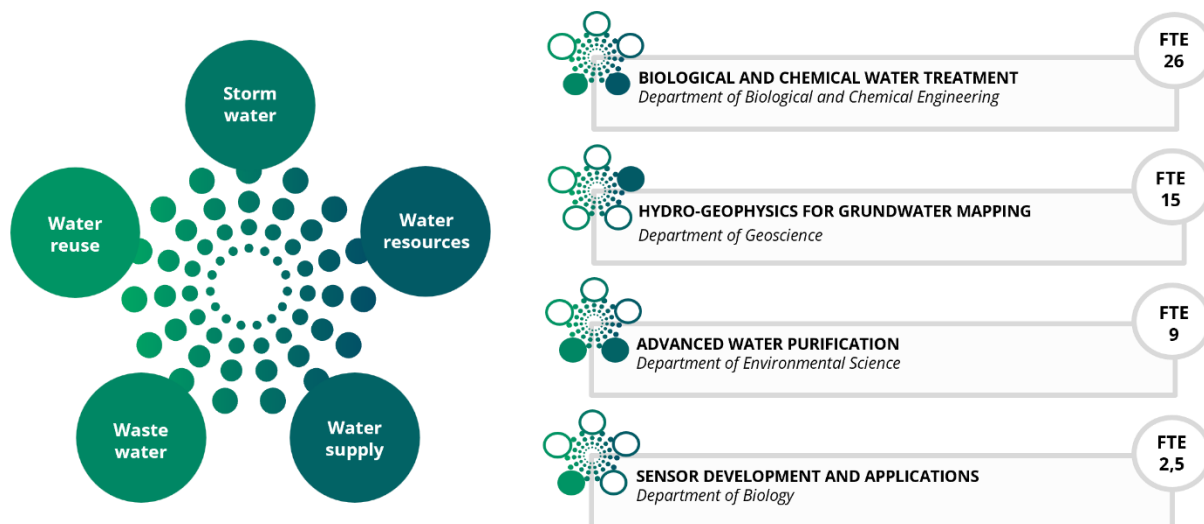 Storm
water
Water
reuse
Water
resources
Waste
water
Water
supply
FTE
26
BIOLOGICAL AND CHEMICAL WATER TREATMENT
Department of Biological and Chemical Engineering
FTE
15
HYDRO-GEOPHYSICS FOR GRUNDWATER MAPPING
Department of Geoscience
FTE
9
ADVANCED WATER PURIFICATION
Department of Environmental Science
FTE
2,5
SENSOR DEVELOPMENT AND APPLICATIONS
Department of Biology